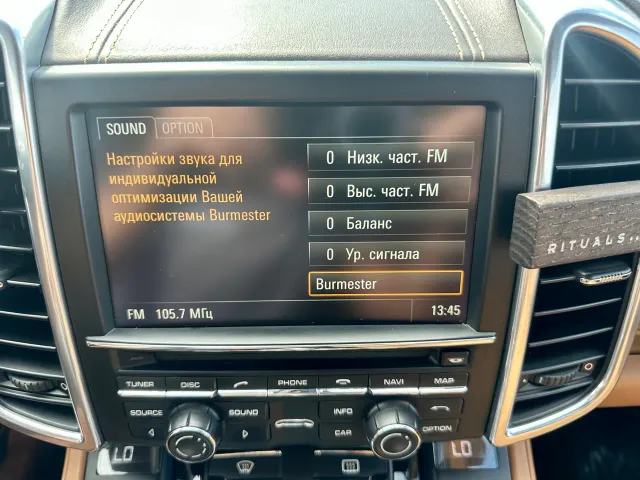 SOUND OPTION
Настройки звука для
индивидуальной
оптимизации Вашей
аудиосистемы Burmester
0 Низк. част. FM
0 Выс. част. FM
0 Баланс
0 Ур. сигнала
Burmester
FM 105.7 МГц 13:45
RITUALS...
TUNER DISC PHONE NAVI MAP
SOURCE SOUND INFO
CAR OPTION
LO LO